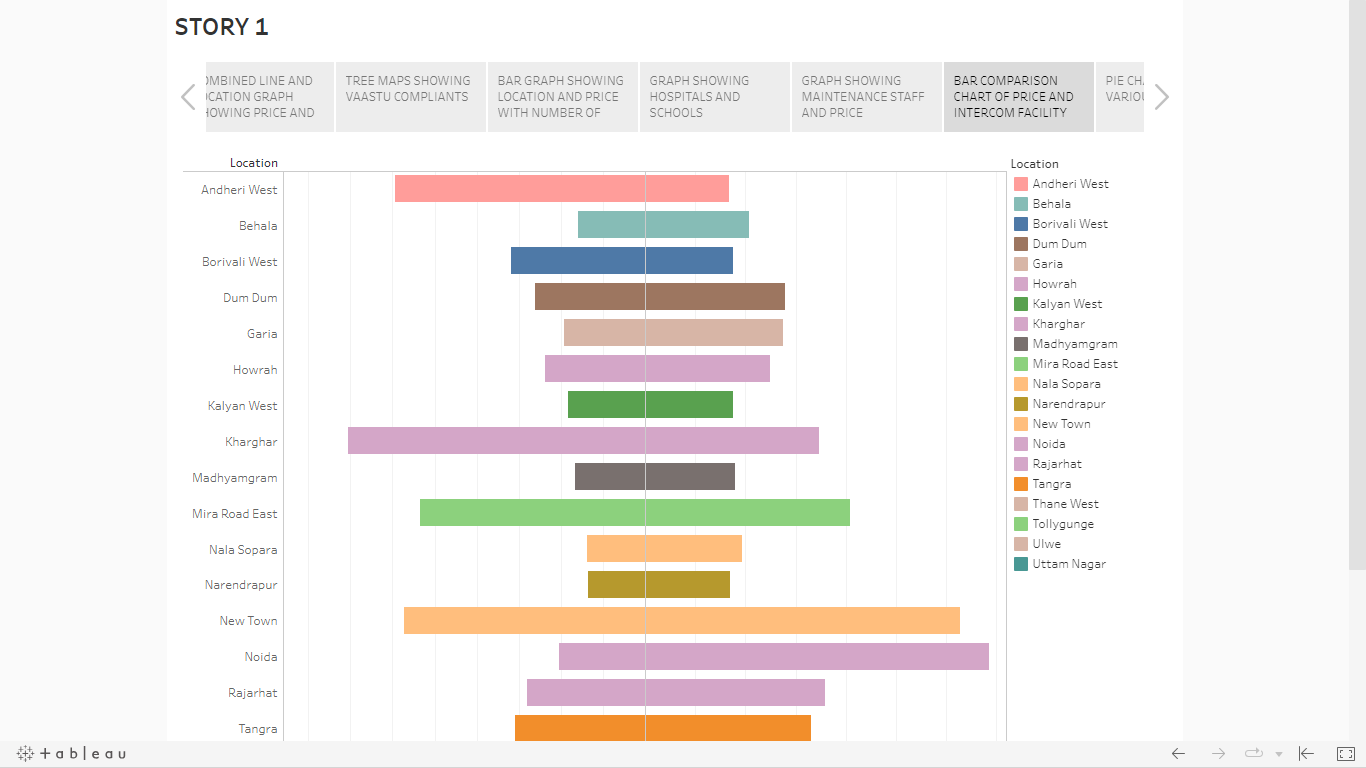 STORY 1
OMBINED LINE AND
CATION GRAPH
HOWING PRICE AND
TREE MAPS SHOWING
VAASTU COMPLIANTS
BAR GRAPH SHOWING
LOCATION AND PRICE
WITH NUMBER OF
GRAPH SHOWING
HOSPITALS AND
SCHOOLS
GRAPH SHOWING
MAINTENANCE STAFF
AND PRICE
BAR COMPARISON
CHART OF PRICE AND
INTERCOM FACILITY
PIE CH
VARIOU
Location
Andheri West
Behala
Borivali West
Dum Dum
Garia
Howrah
Kalyan West
Kharghar
Madhyamgram
Mira Road East
Nala Sopara
Narendrapur
New Town
Noida
Rajarhat
Tangra
Location
Andheri West
Behala
Borivali West
Dum Dum
Garia
Howrah
Kalyan West
Kharghar
Madhyamgram
Mira Road East
Nala Sopara
Narendrapur
New Town
Noida
Rajarhat
Tangra
Thane West
Tollygunge
Ulwe
Uttam Nagar
+ableau